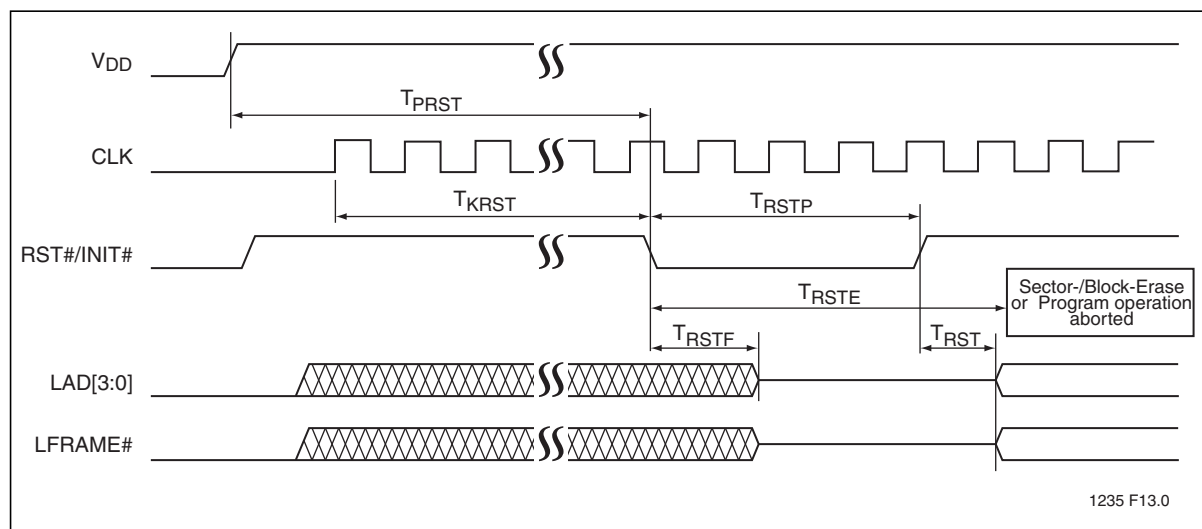 VDD
TPRST
CLK
TKRST
TRSTP
RST#/INIT#
TRSTE
Sector-/Block-Erase
or Program operation
aborted
TRSTF
TRST
LAD[3:0]
LFRAME#
1235 F13.0